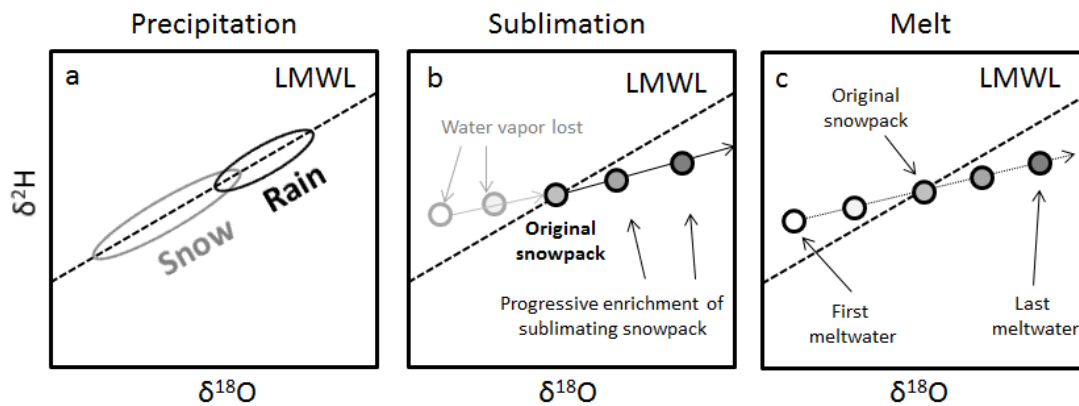 Precipitation
Sublimation
Melt
a
LMWL
Snow
Rain
δ²H
δ¹⁸O
b
LMWL
Water vapor lost
Original
snowpack
Progressive enrichment of
sublimating snowpack
δ¹⁸O
c
LMWL
Original
snowpack
First
meltwater
Last
meltwater
δ¹⁸O